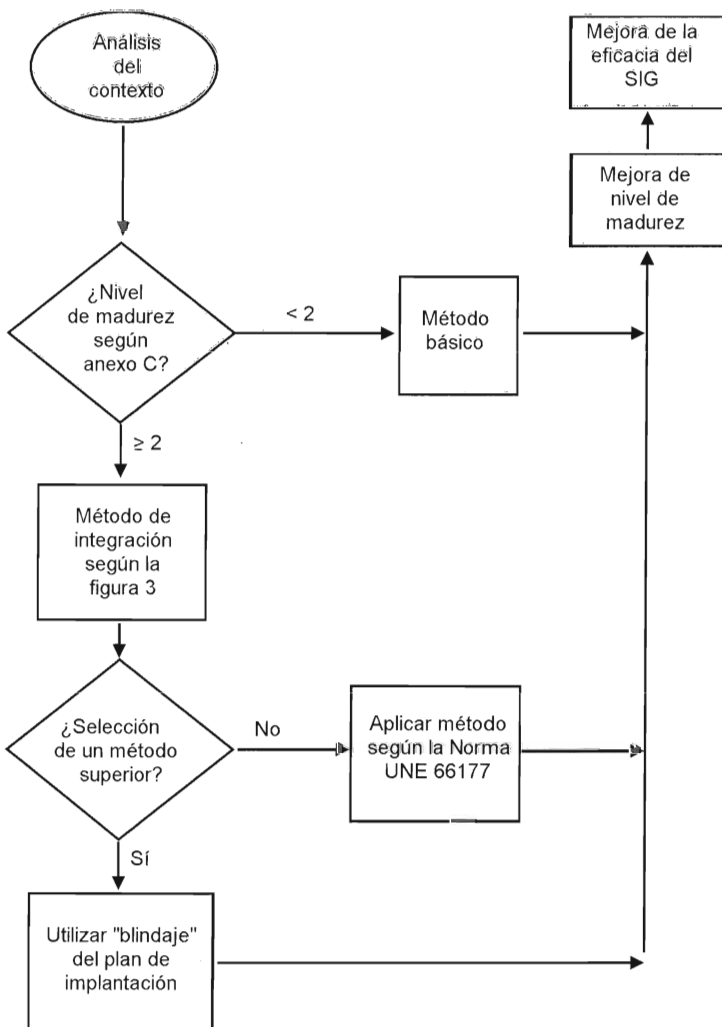 Análisis
del
contexto
Mejora de la
eficacia del
SIG
Mejora de
nivel de
madurez
¿Nivel
de madurez
según
anexo C?
< 2
Método
básico
≥ 2
Método de
integración
según la
figura 3
¿Selección
de un método
superior?
No
Aplicar método
según la Norma
UNE 66177
Sí
Utilizar "blindaje"
del plan de
implantación